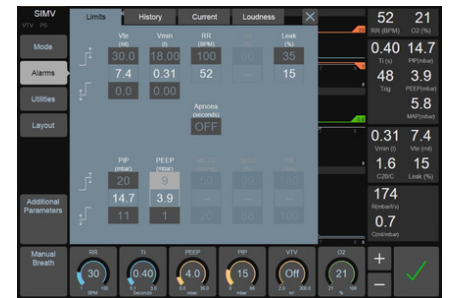 SIMV
VTV PS
Limits
History
Current
Loudness
52 21
RR (BPM) O2 (%)
Mode
Alarms
Utilities
Layout
Additional
Parameters
Manual
Breath
Vte Vmin RR Leak
(ml) (l) (BPM) (%)
30.0 18.00 100 60 35
7.4 0.31 52 15
0.0 0.00
Apnoea
(seconds)
OFF
PIP PEEP
(mbar) (mbar)
20 9
14.7 3.9
11 1
0.40 14.7
Ti (s) PIP(mbar)
48 3.9
Trig PEEP(mbar)
5.8
MAP(mbar)
0.31 7.4
Vmin (l) Vte (ml)
1.6 15
C20/C Leak (%)
174
R(mbar/l/s)
0.7
C(ml/mbar)
RR Ti PEEP PIP VTV O2
30 0.40 4.0 15 Off 21
BPM Seconds mbar mbar ml %
+
−